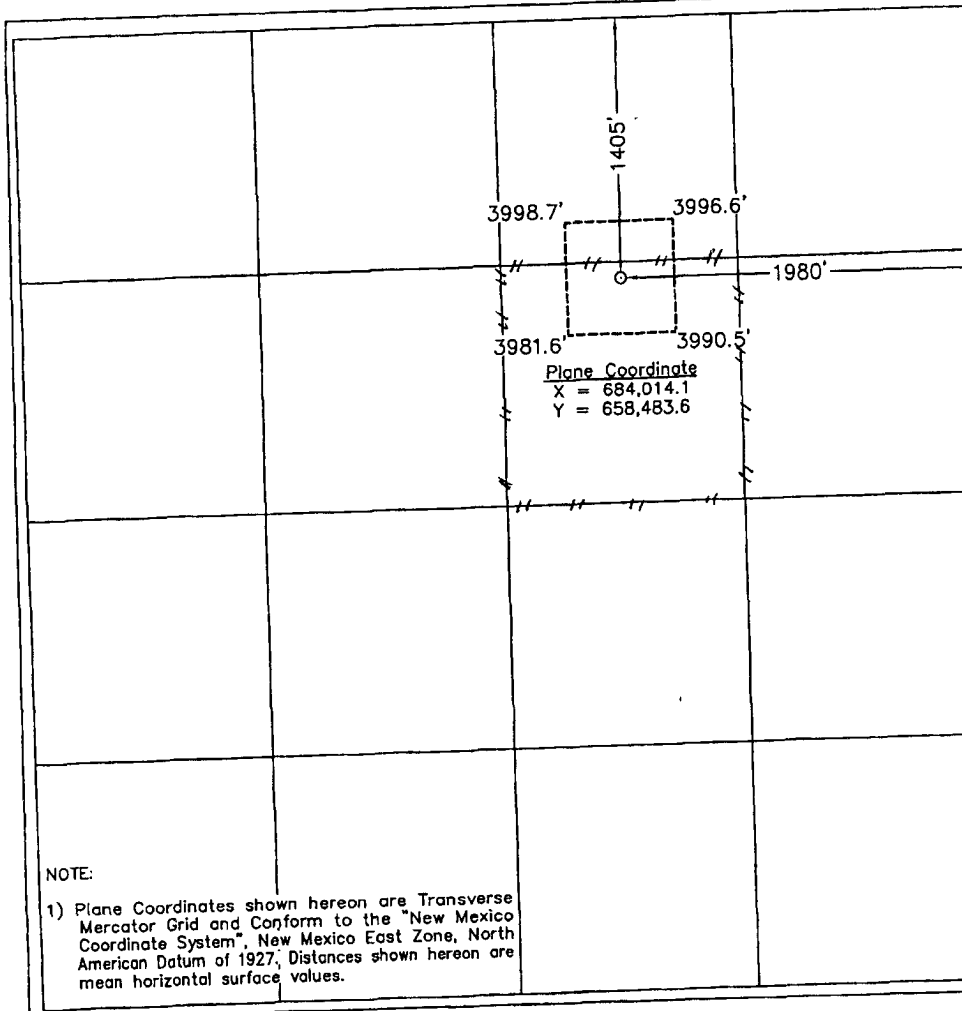 1405'
3998.7'
3996.6'
1980'
3981.6'
3990.5'
Plane Coordinate
X = 684,014.1
Y = 658,483.6
NOTE:
1) Plane Coordinates shown hereon are Transverse
Mercator Grid and Conform to the "New Mexico
Coordinate System", New Mexico East Zone, North
American Datum of 1927, Distances shown hereon are
mean horizontal surface values.